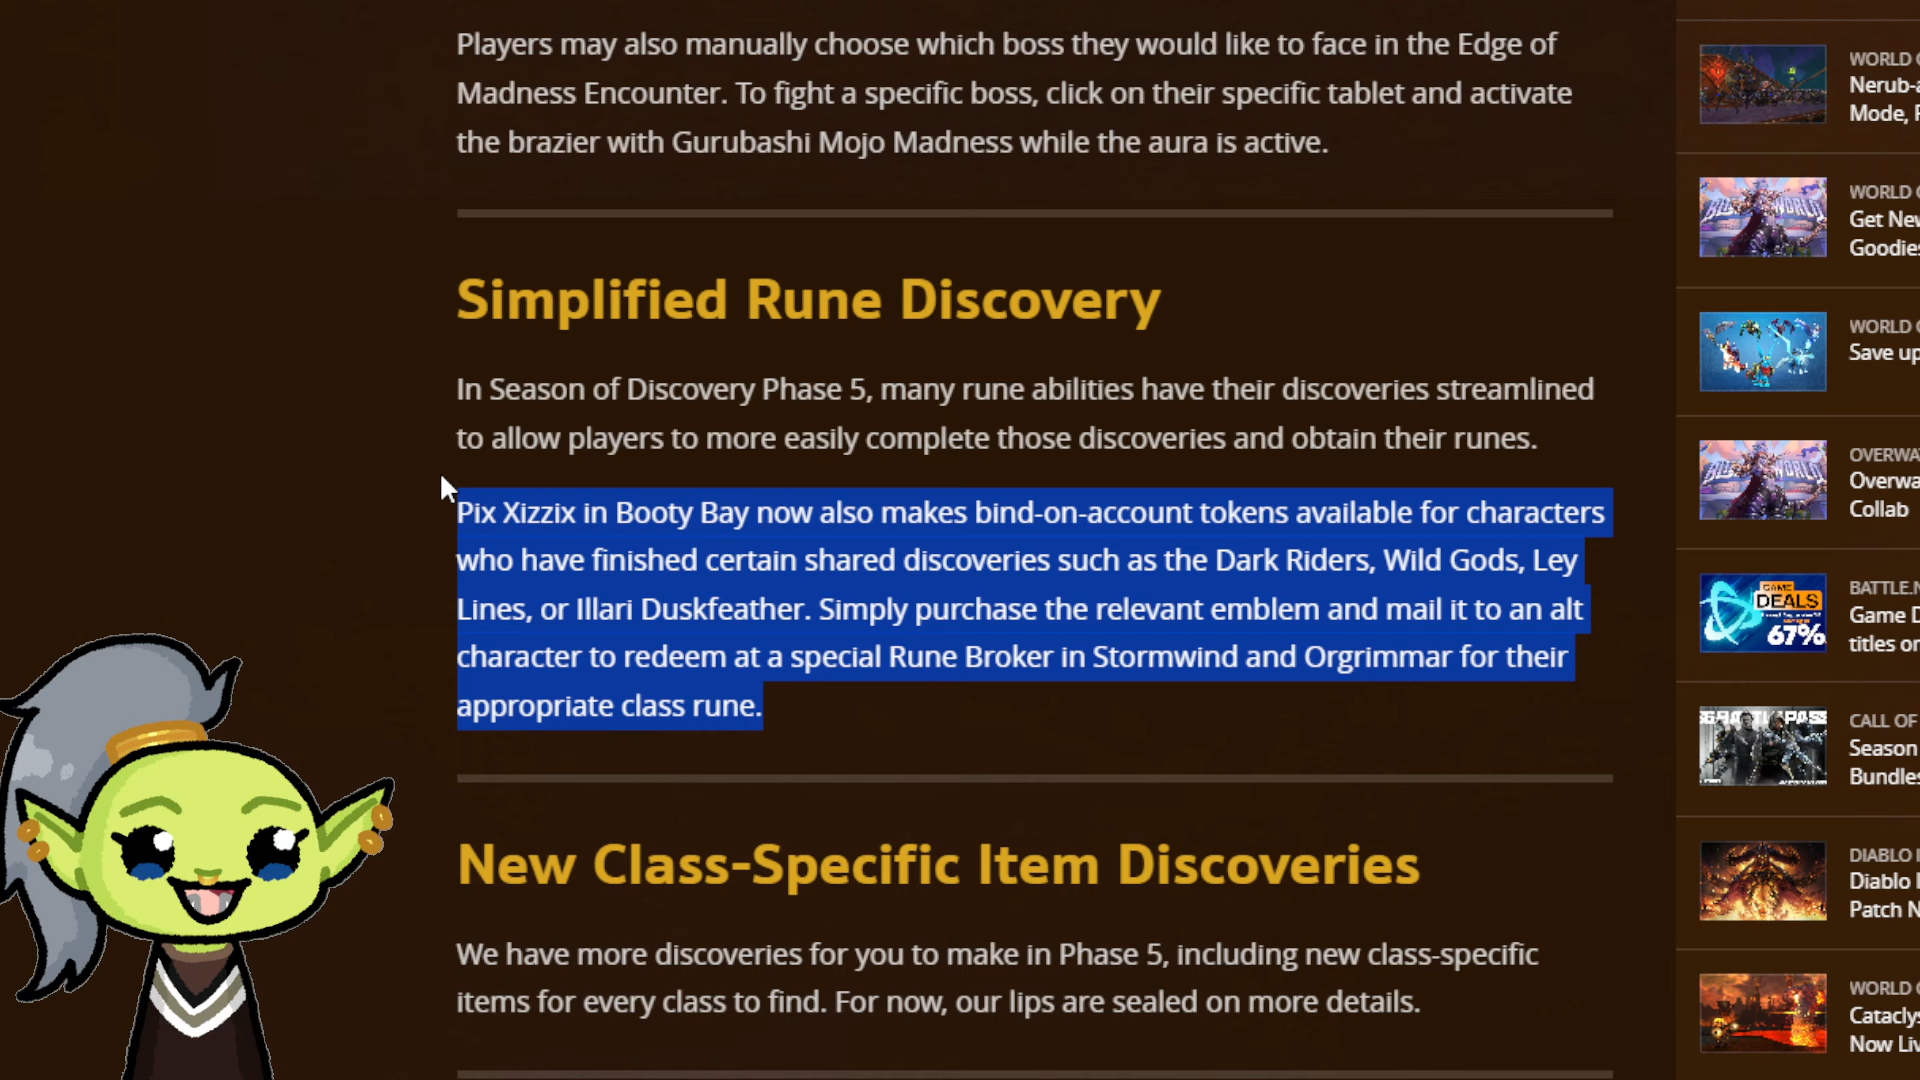 Players may also manually choose which boss they would like to face in the Edge of
Madness Encounter. To fight a specific boss, click on their specific tablet and activate
the brazier with Gurubashi Mojo Madness while the aura is active.
Simplified Rune Discovery
In Season of Discovery Phase 5, many rune abilities have their discoveries streamlined
to allow players to more easily complete those discoveries and obtain their runes.
Pix Xizzix in Booty Bay now also makes bind-on-account tokens available for characters
who have finished certain shared discoveries such as the Dark Riders, Wild Gods, Ley
Lines, or Illari Duskfeather. Simply purchase the relevant emblem and mail it to an alt
character to redeem at a special Rune Broker in Stormwind and Orgrimmar for their
appropriate class rune.
New Class-Specific Item Discoveries
We have more discoveries for you to make in Phase 5, including new class-specific
items for every class to find. For now, our lips are sealed on more details.
WORLD
Nerub-a
Mode,
WORLD
Get New
Goodies
WORLD
Save up
OVERWA
Overwa
Collab
GAME
DEALS
67%
BATTLE.N
Game D
titles or
CALL OF
Season
Bundles
DIABLO
Diablo
Patch N
WORLD
Cataclys
Now Liv